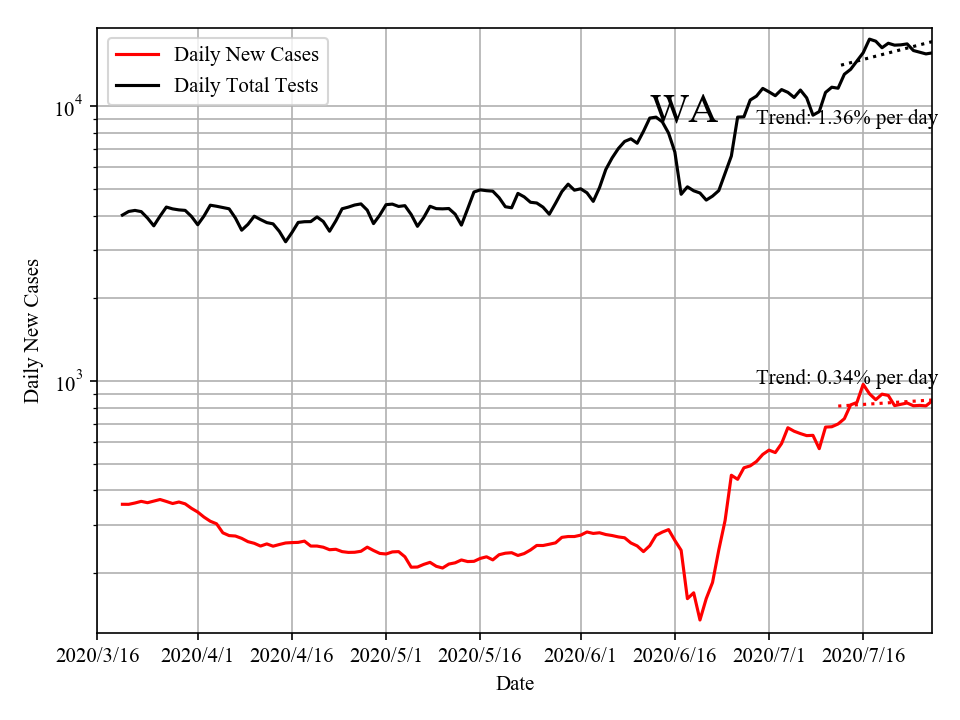 Daily New Cases
Daily Total Tests
WA
10^4
Trend: 1.36% per day
Daily New Cases
10^3
Trend: 0.34% per day
2020/3/16 2020/4/1 2020/4/16 2020/5/1 2020/5/16 2020/6/1 2020/6/16 2020/7/1 2020/7/16
Date